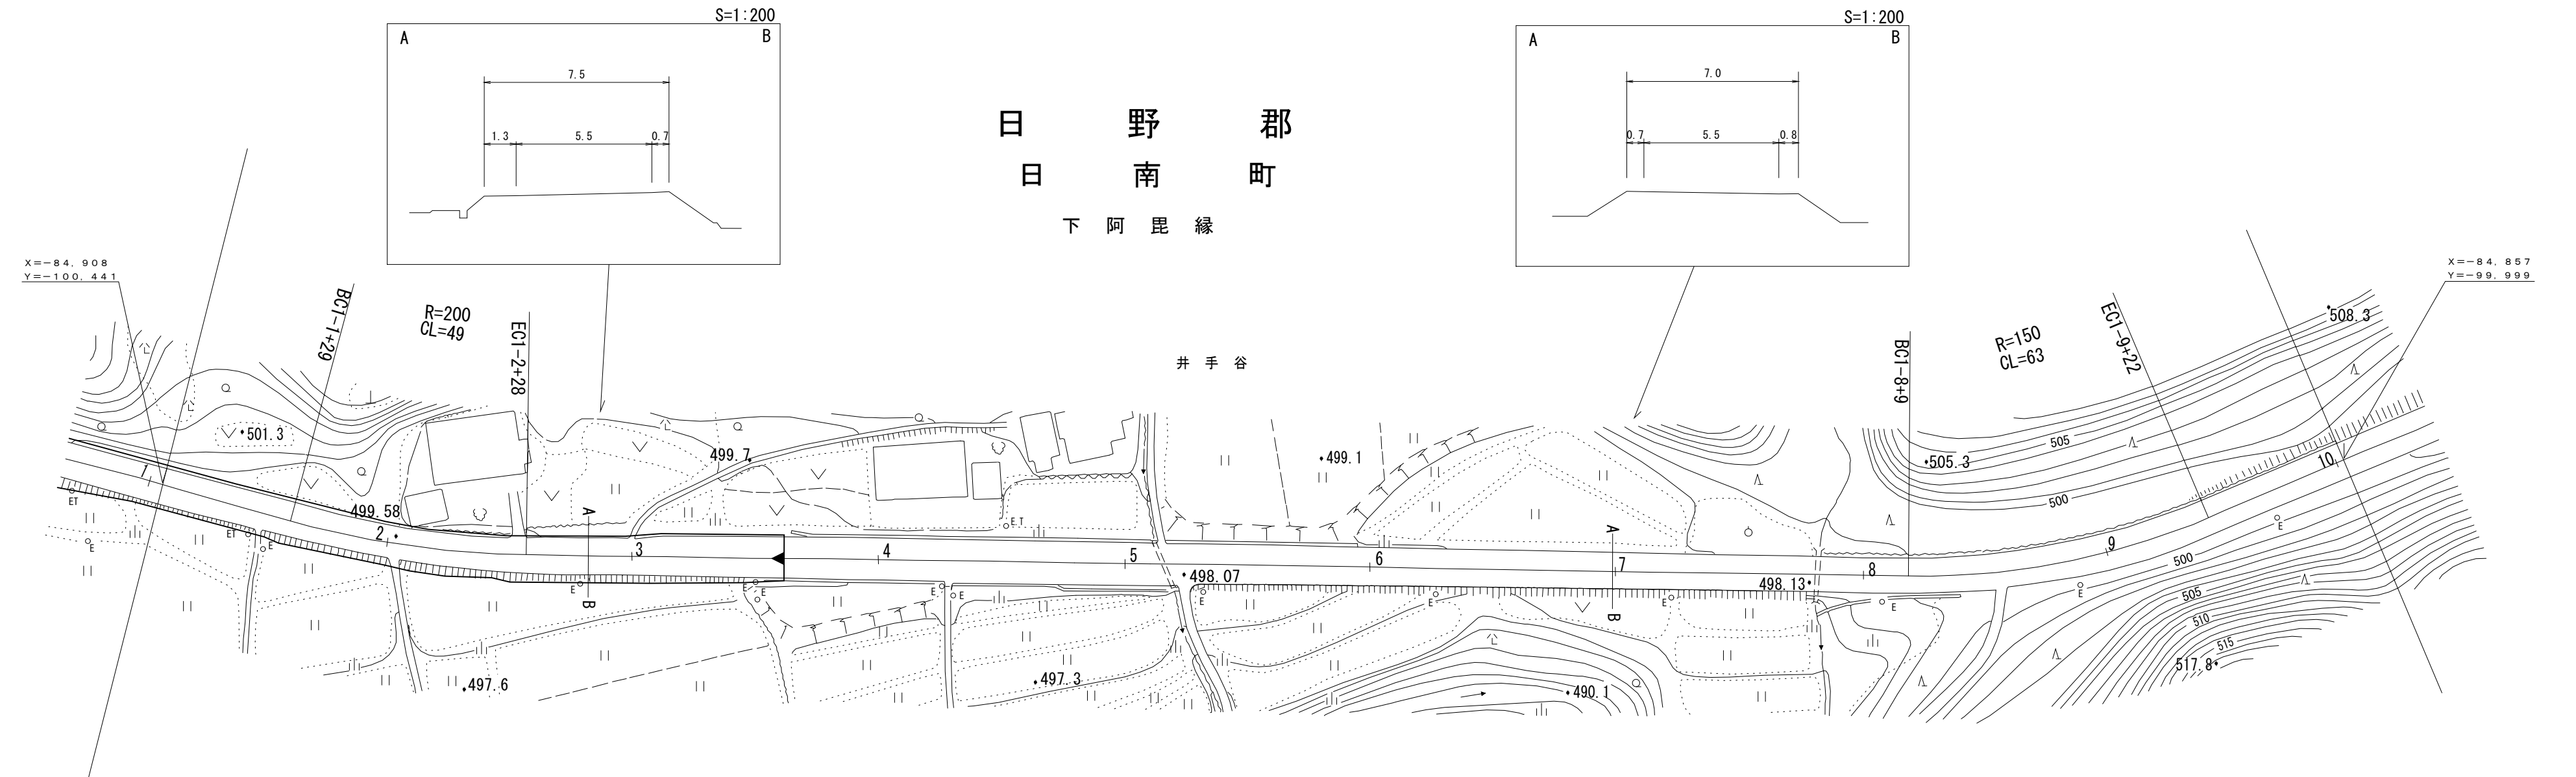 S=1:200
A B
7.5
1.3 5.5 0.7
S=1:200
A B
7.0
0.7 5.5 0.8
日野郡
日南町
下阿毘縁
井手谷
X=-84,908
Y=-100,441
BC1-1+29
R=200
CL=49
EC1-2+28
BC1-8+9
R=150
CL=63
EC1-9+22
X=-84,857
Y=-99,999
508.3
501.3
499.7
499.1
505.3
505
500
499.58
1
2
3
4
5
6
7
8
9
10
A
B
A
B
498.07
498.13
500
505
510
515
517.8
497.6
497.3
490.1
ET
E
ET
E
E
E
E
E
E
ET
E
E
E
E
E
E